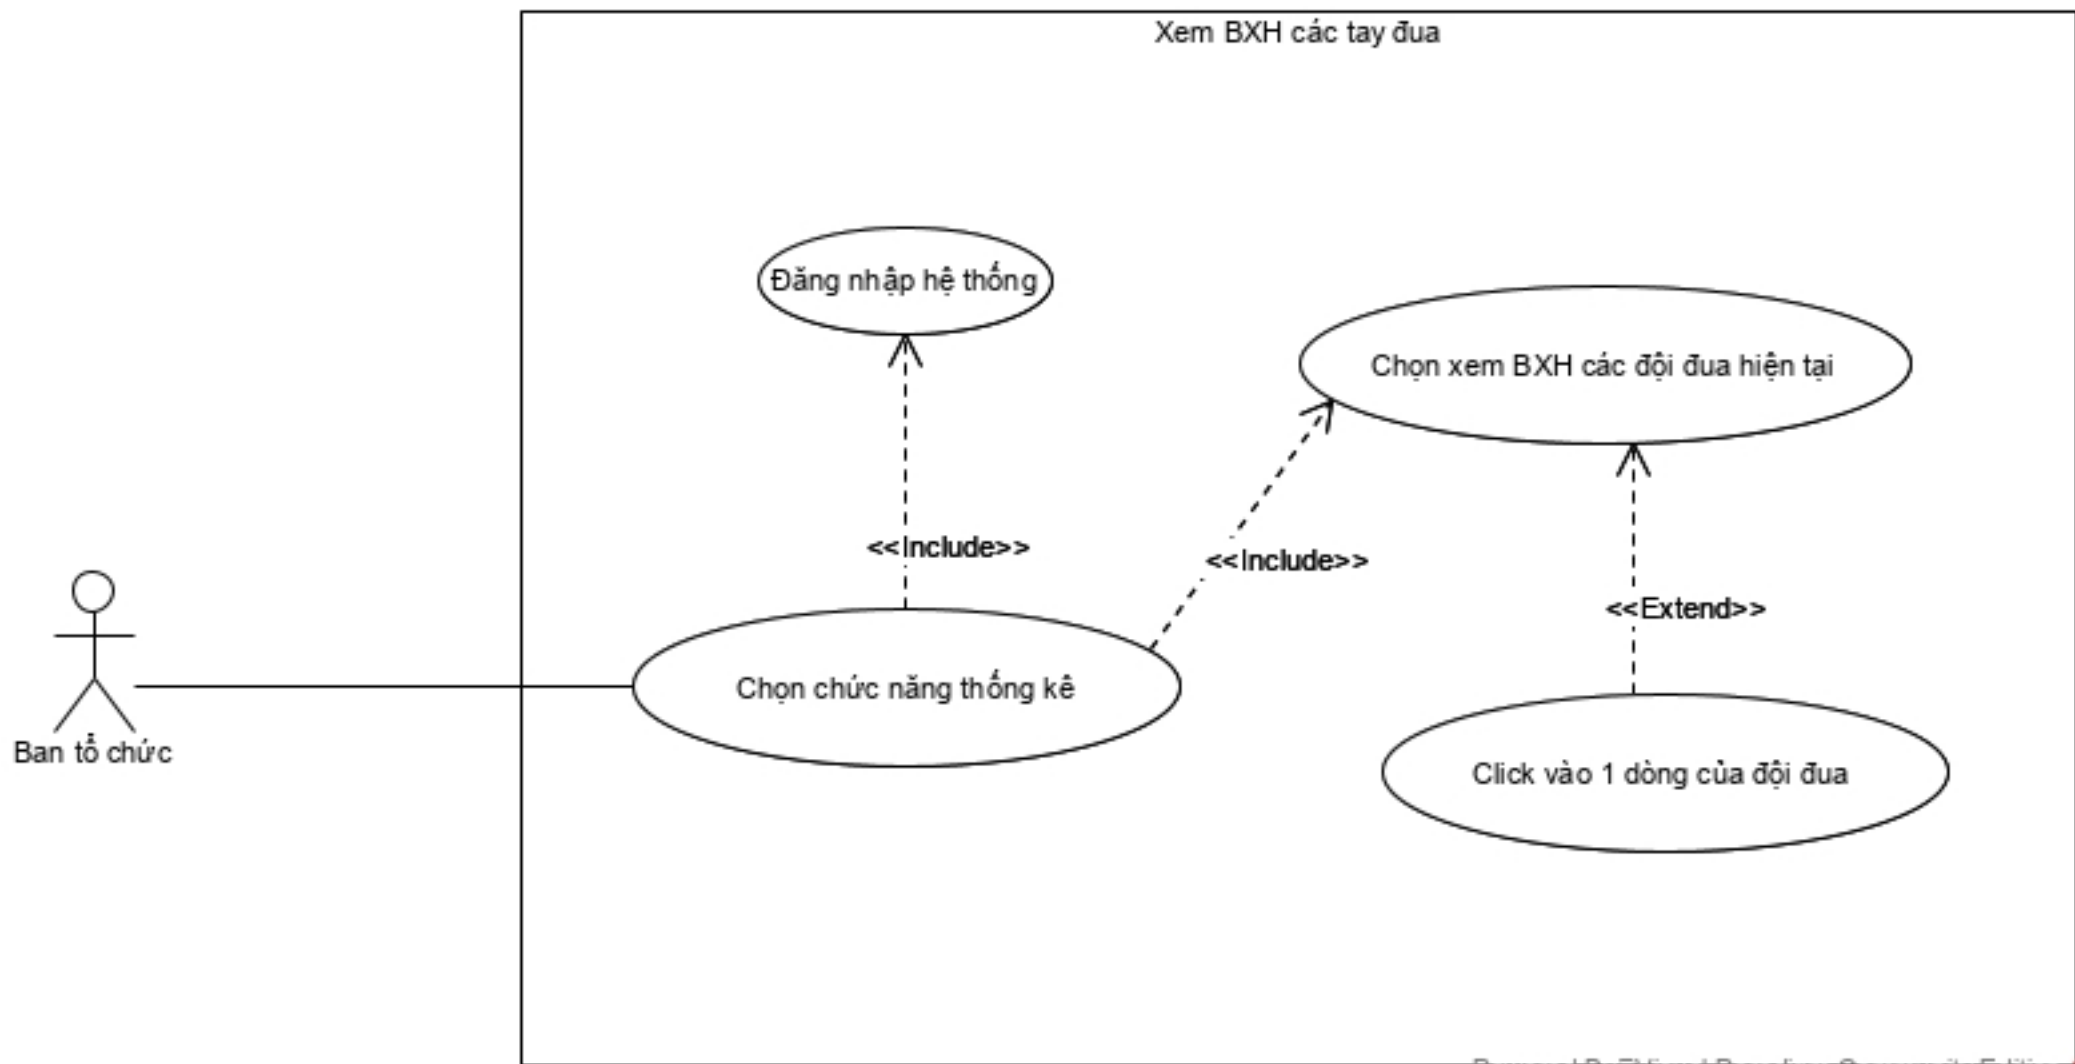 Xem BXH các tay đua
Đăng nhập hệ thống
Chọn xem BXH các đội đua hiện tại
<<Include>>
<<Include>>
<<Extend>>
Chọn chức năng thống kê
Ban tổ chức
Click vào 1 dòng của đội đua